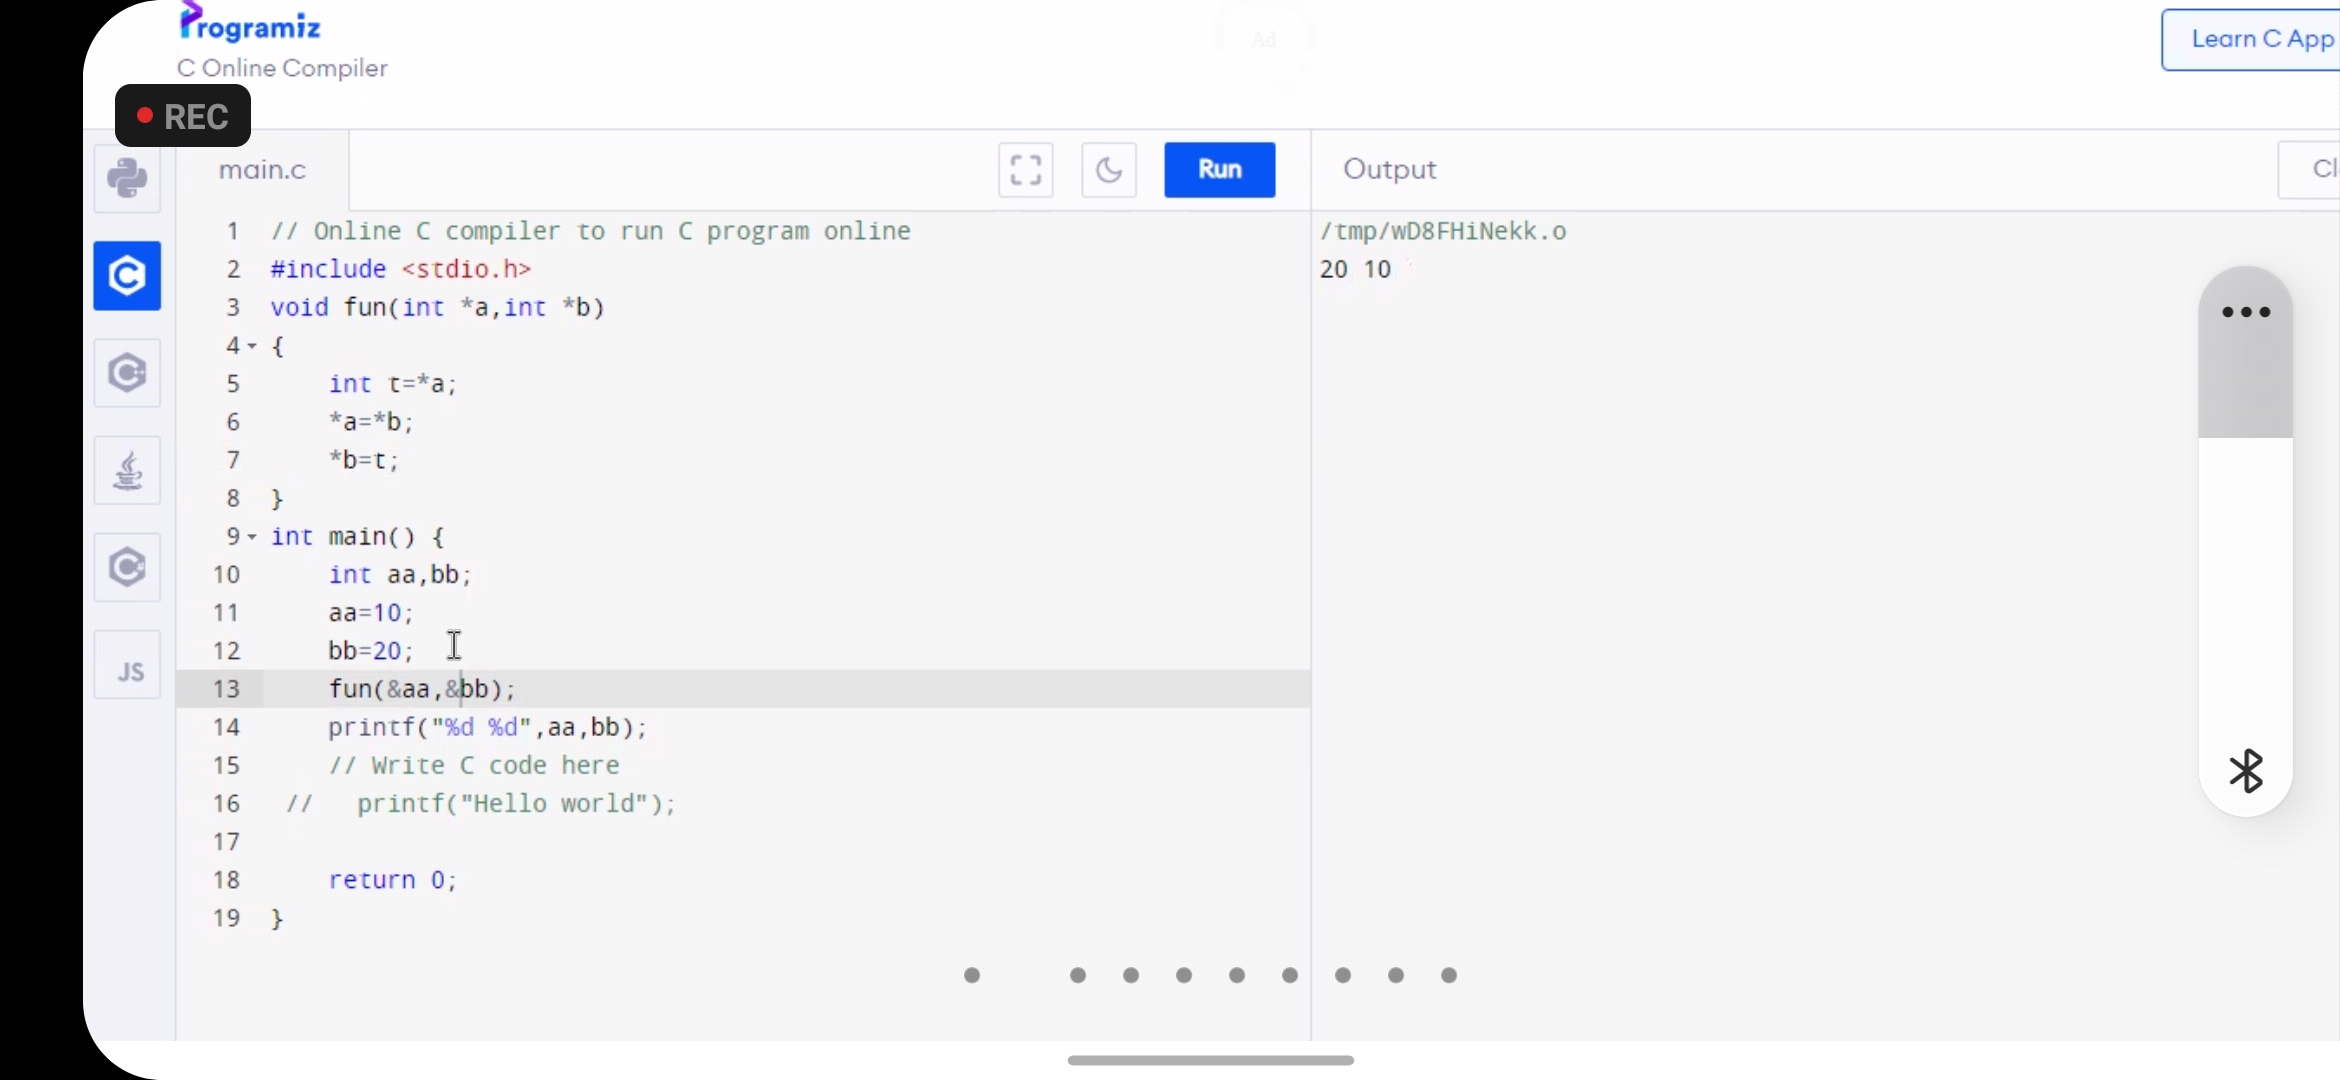 Programiz
C Online Compiler
Ad
Learn C App
REC
main.c
Run
Output
1 // Online C compiler to run C program online
2 #include <stdio.h>
3 void fun(int *a,int *b)
4 {
5     int t=*a;
6     *a=*b;
7     *b=t;
8 }
9 int main() {
10     int aa,bb;
11     aa=10;
12     bb=20;
13     fun(&aa,&bb);
14     printf("%d %d",aa,bb);
15     // Write C code here
16  //   printf("Hello world");
17
18     return 0;
19 }
/tmp/wD8FHiNekk.o
20 10
JS